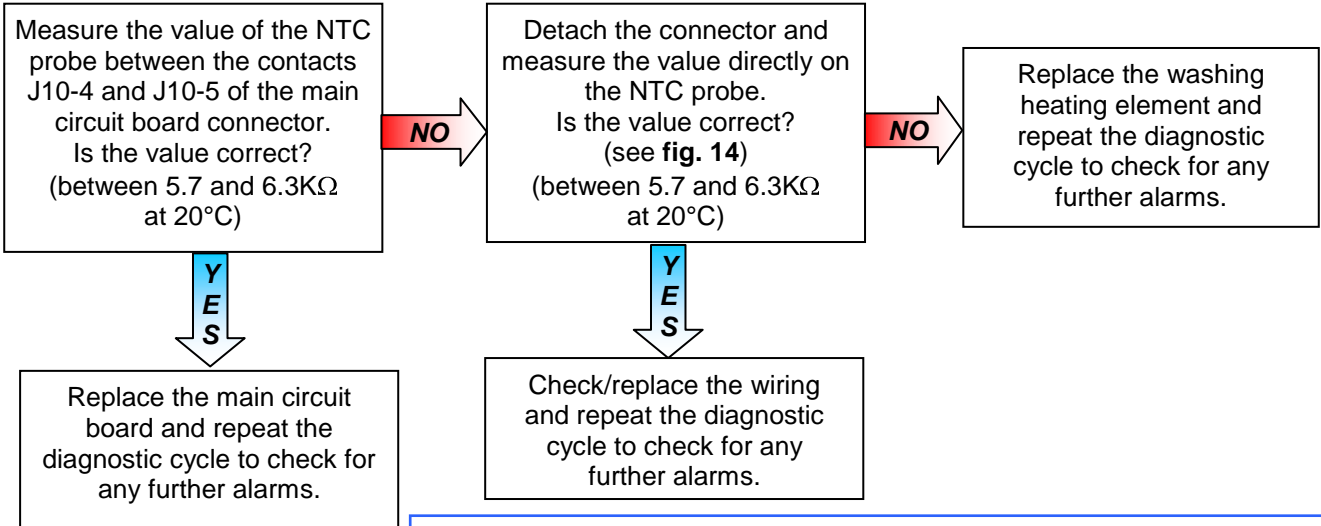 Measure the value of the NTC
probe between the contacts
J10-4 and J10-5 of the main
circuit board connector.
Is the value correct?
(between 5.7 and 6.3KΩ
at 20°C)
NO
Detach the connector and
measure the value directly on
the NTC probe.
Is the value correct?
(see fig. 14)
(between 5.7 and 6.3KΩ
at 20°C)
NO
Replace the washing
heating element and
repeat the diagnostic
cycle to check for any
further alarms.
YES
YES
Replace the main circuit
board and repeat the
diagnostic cycle to check for
any further alarms.
Check/replace the wiring
and repeat the diagnostic
cycle to check for any
further alarms.